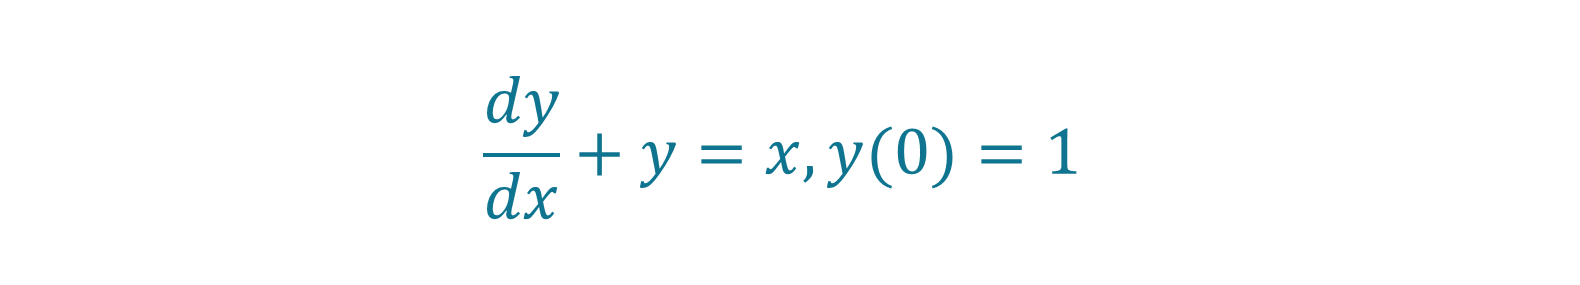 dy/dx + y = x, y(0) = 1